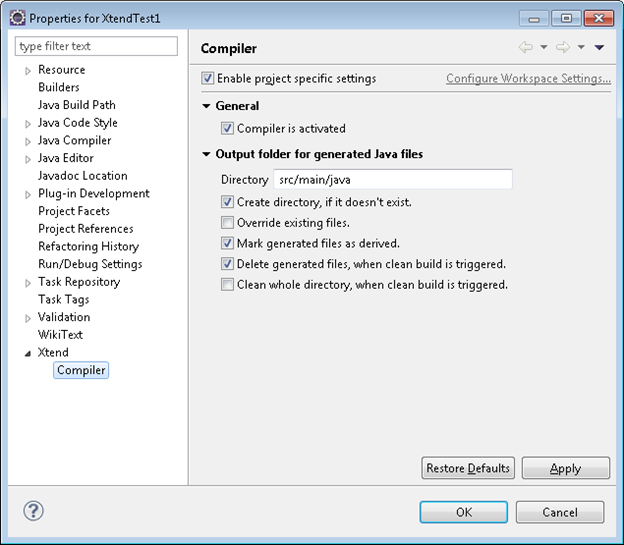 Properties for XtendTest1
type filter text
Resource
Builders
Java Build Path
Java Code Style
Java Compiler
Java Editor
Javadoc Location
Plug-in Development
Project Facets
Project References
Refactoring History
Run/Debug Settings
Task Repository
Task Tags
Validation
WikiText
Xtend
Compiler
Compiler
Enable project specific settings
Configure Workspace Settings...
General
Compiler is activated
Output folder for generated Java files
Directory src/main/java
Create directory, if it doesn't exist.
Override existing files.
Mark generated files as derived.
Delete generated files, when clean build is triggered.
Clean whole directory, when clean build is triggered.
Restore Defaults
Apply
?
OK
Cancel